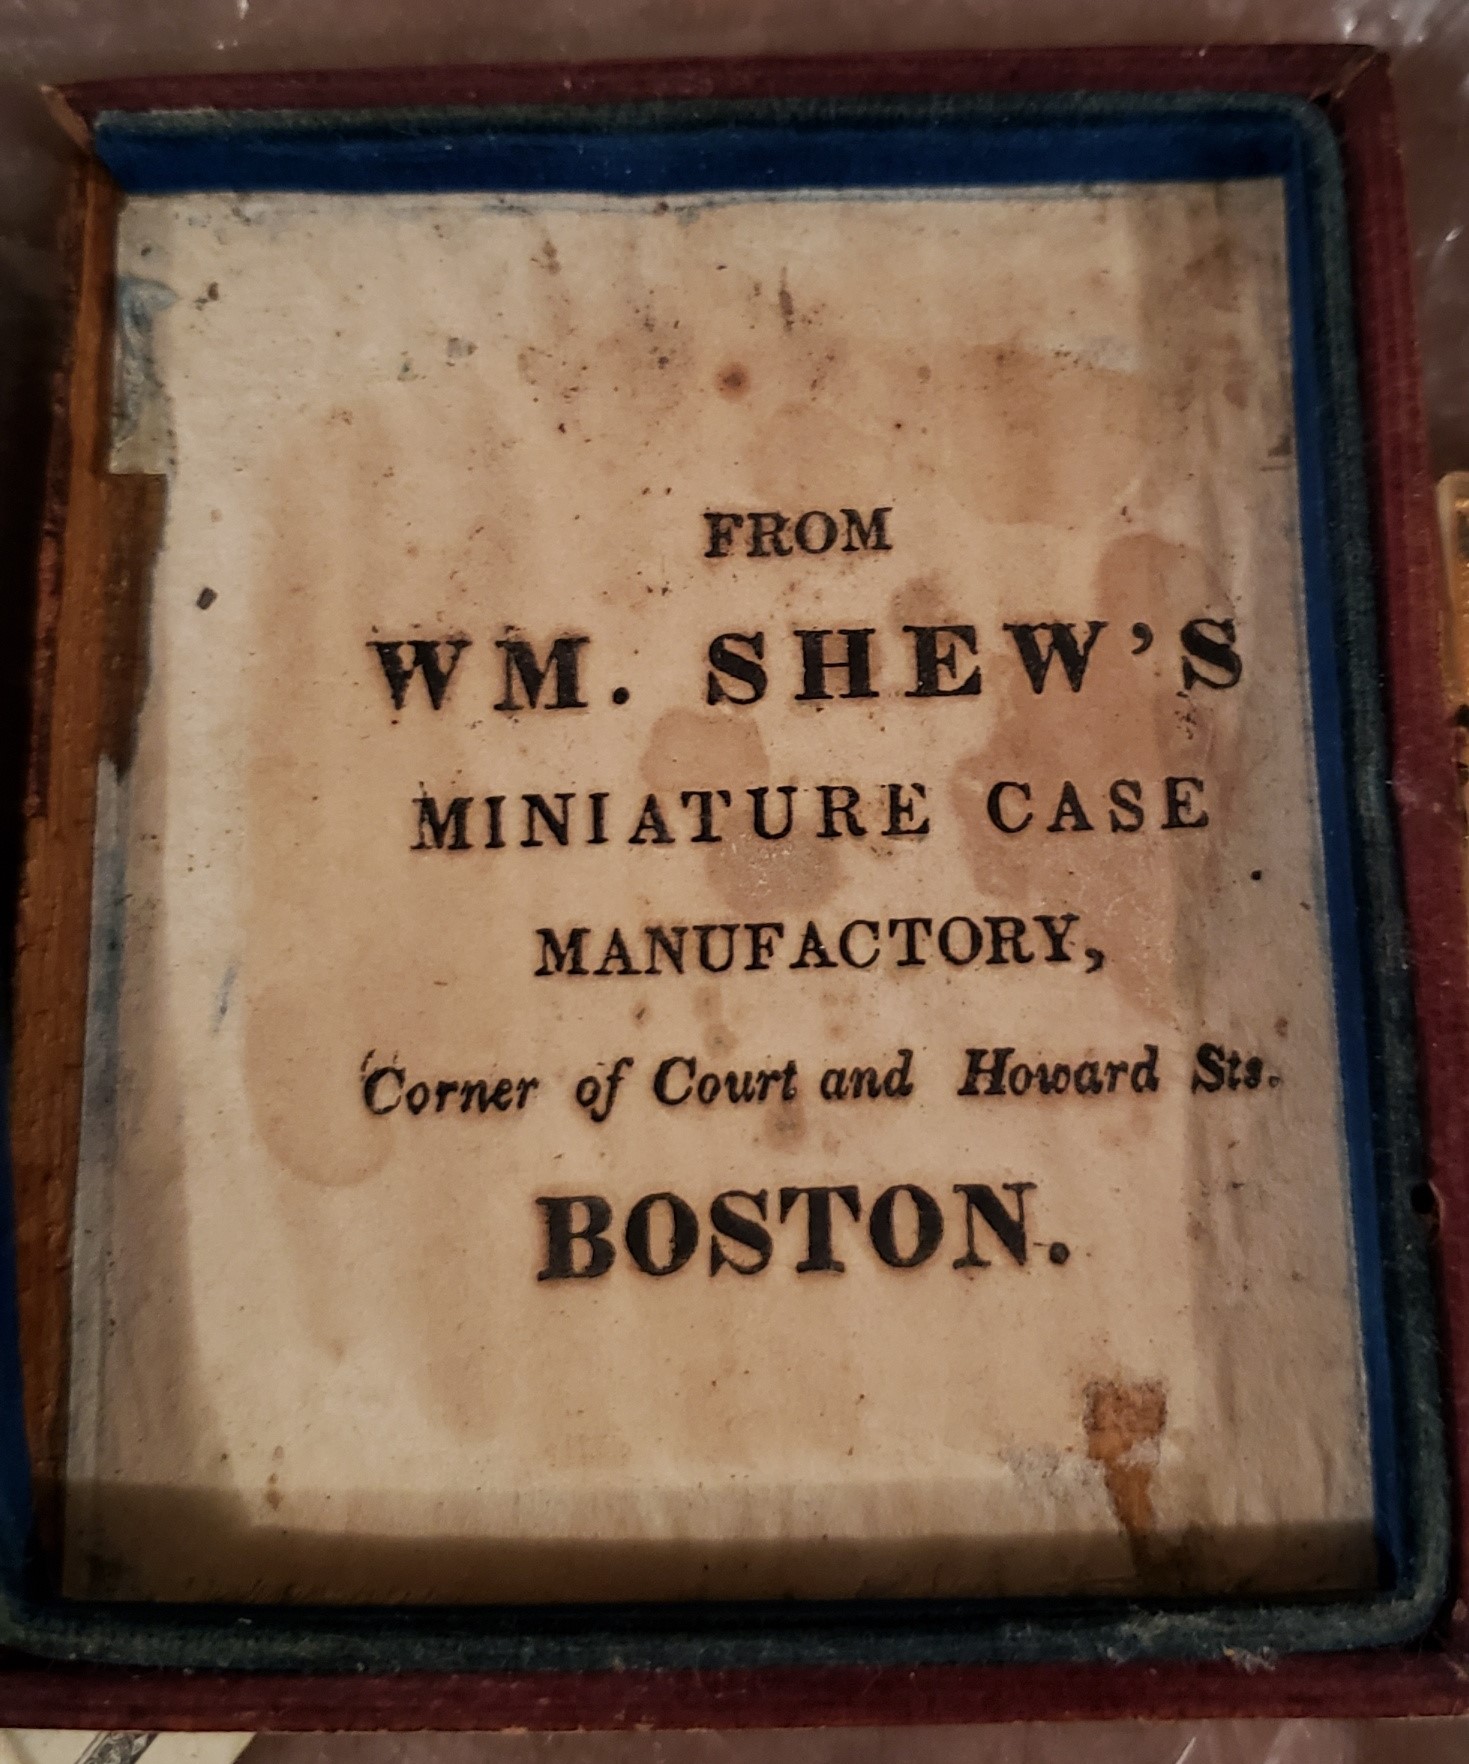 FROM
WM. SHEW'S
MINIATURE CASE
MANUFACTORY,
Corner of Court and Howard Sts.
BOSTON.